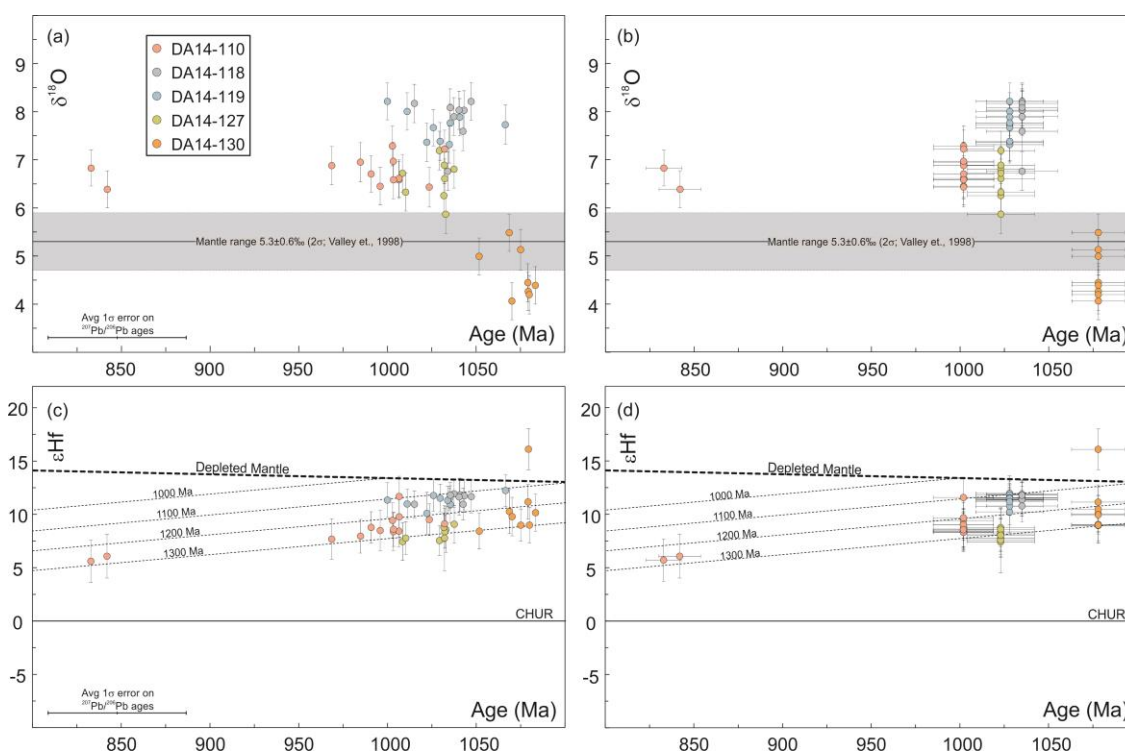 (a)
δ18O
DA14-110
DA14-118
DA14-119
DA14-127
DA14-130
9
8
7
6
5
4
Mantle range 5.3±0.6‰ (2σ; Valley et., 1998)
Avg 1σ error on
207Pb/206Pb ages
Age (Ma)
850
900
950
1000
1050
(b)
δ18O
9
8
7
6
5
4
Mantle range 5.3±0.6‰ (2σ; Valley et., 1998)
Age (Ma)
850
900
950
1000
1050
(c)
εHf
20
15
10
5
0
-5
Depleted Mantle
1000 Ma
1100 Ma
1200 Ma
1300 Ma
CHUR
Avg 1σ error on
207Pb/206Pb ages
Age (Ma)
850
900
950
1000
1050
(d)
εHf
20
15
10
5
0
-5
Depleted Mantle
1000 Ma
1100 Ma
1200 Ma
1300 Ma
CHUR
Age (Ma)
850
900
950
1000
1050